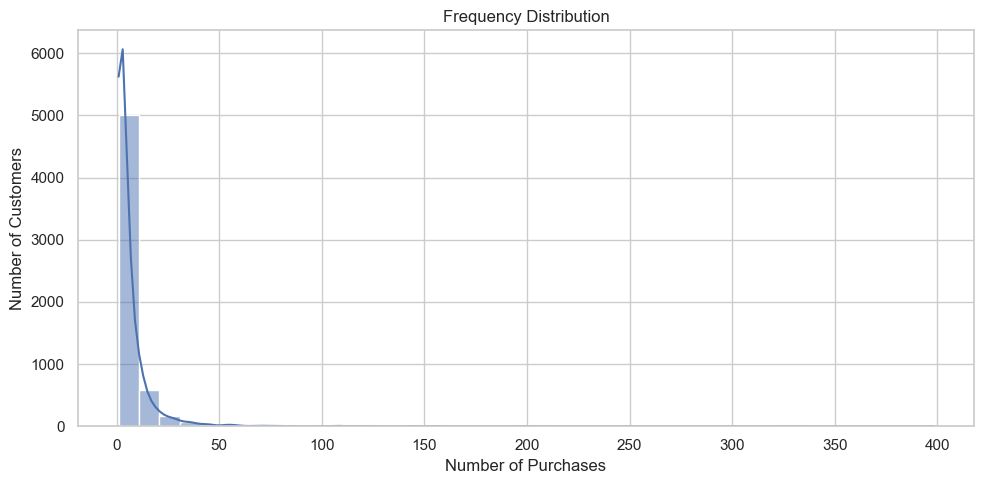 Frequency Distribution
Number of Customers
6000
5000
4000
3000
2000
1000
0
0 50 100 150 200 250 300 350 400
Number of Purchases